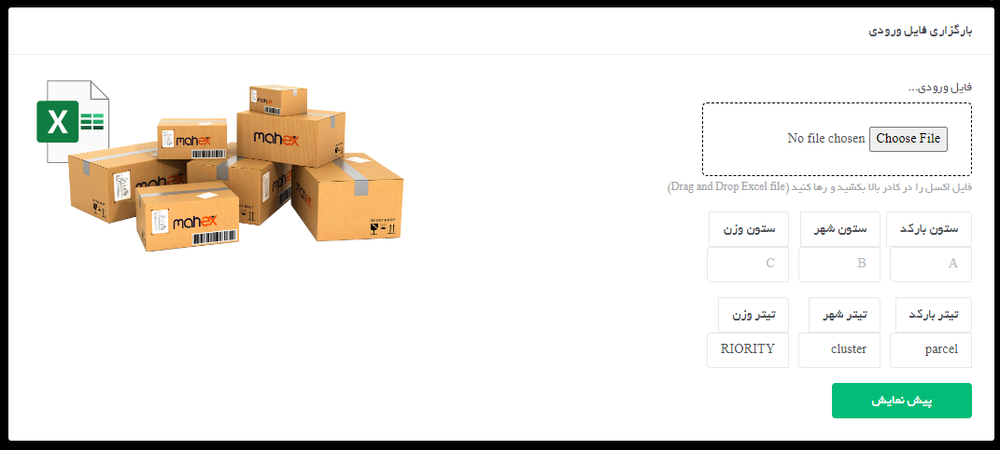 بارگزاری فایل ورودی
فایل ورودی...
Choose File No file chosen
فایل اکسل را در کادر بالا بکشید و رها کنید (Drag and Drop Excel file)
ستون بارکد ستون شهر ستون وزن
A B C
تیتر بارکد تیتر شهر تیتر وزن
parcel cluster RIORITY
پیش نمایش
X
mahex
mahex
mahex
mahex
mahex
mahex